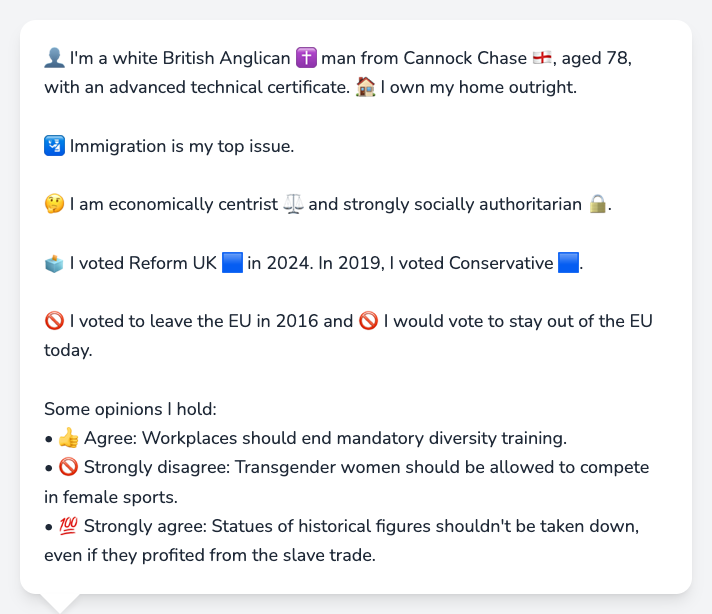 👤 I'm a white British Anglican ✝️ man from Cannock Chase 🏴󠁧󠁢󠁥󠁮󠁧󠁿, aged 78,
with an advanced technical certificate. 🏠 I own my home outright.
🛂 Immigration is my top issue.
🤔 I am economically centrist ⚖️ and strongly socially authoritarian 🔒.
🗳️ I voted Reform UK 🟦 in 2024. In 2019, I voted Conservative 🟦.
🚫 I voted to leave the EU in 2016 and 🚫 I would vote to stay out of the EU
today.
Some opinions I hold:
• 👍 Agree: Workplaces should end mandatory diversity training.
• 🚫 Strongly disagree: Transgender women should be allowed to compete
in female sports.
• 💯 Strongly agree: Statues of historical figures shouldn't be taken down,
even if they profited from the slave trade.